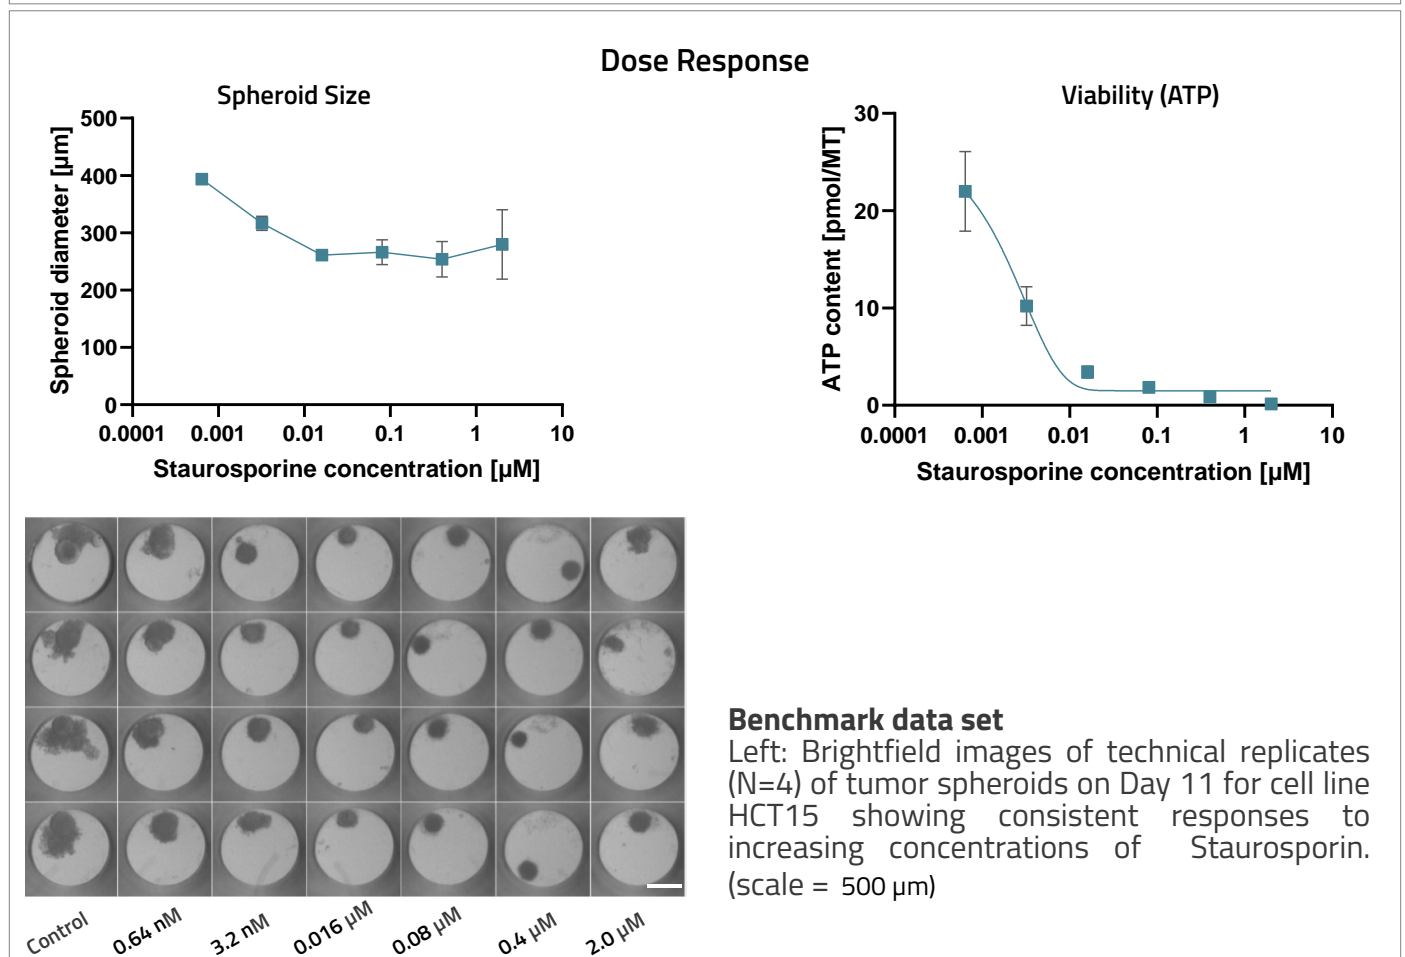 Dose Response
Spheroid Size
500
400
300
200
100
0
Spheroid diameter [µm]
0.0001 0.001 0.01 0.1 1 10
Staurosporine concentration [µM]
Viability (ATP)
30
20
10
0
ATP content [pmol/MT]
0.0001 0.001 0.01 0.1 1 10
Staurosporine concentration [µM]
Control 0.64 nM 3.2 nM 0.016 µM 0.08 µM 0.4 µM 2.0 µM
Benchmark data set
Left: Brightfield images of technical replicates
(N=4) of tumor spheroids on Day 11 for cell line
HCT15 showing consistent responses to
increasing concentrations of Staurosporin.
(scale = 500 µm)